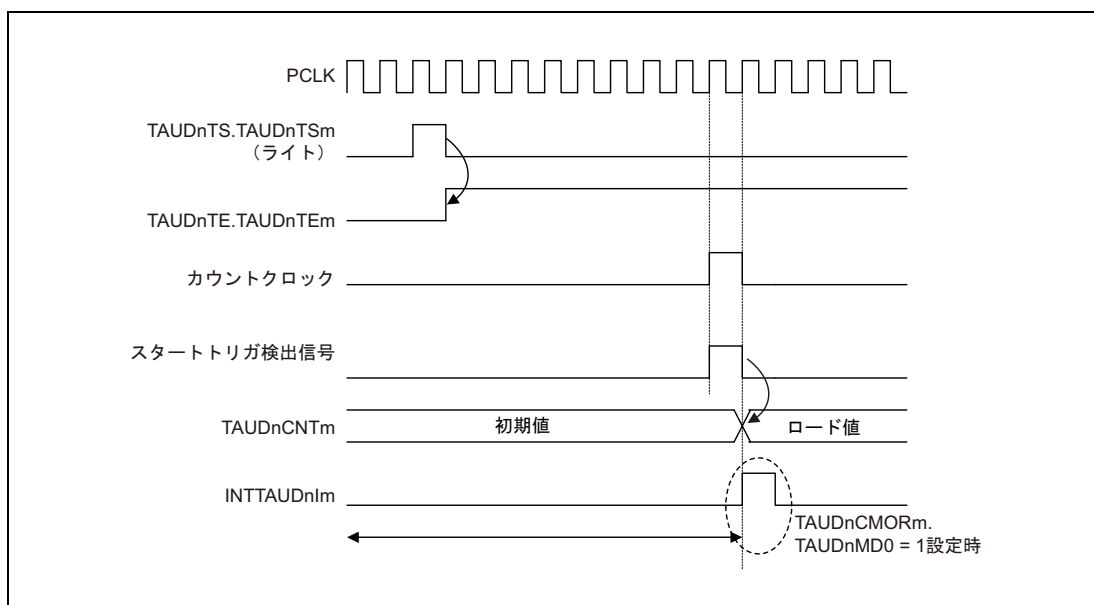 PCLK
TAUDnTS.TAUDnTSm
（ライト）
TAUDnTE.TAUDnTEm
カウントクロック
スタートトリガ検出信号
TAUDnCNTm
初期値
ロード値
INTTAUDnIm
TAUDnCMORm.
TAUDnMD0 = 1設定時